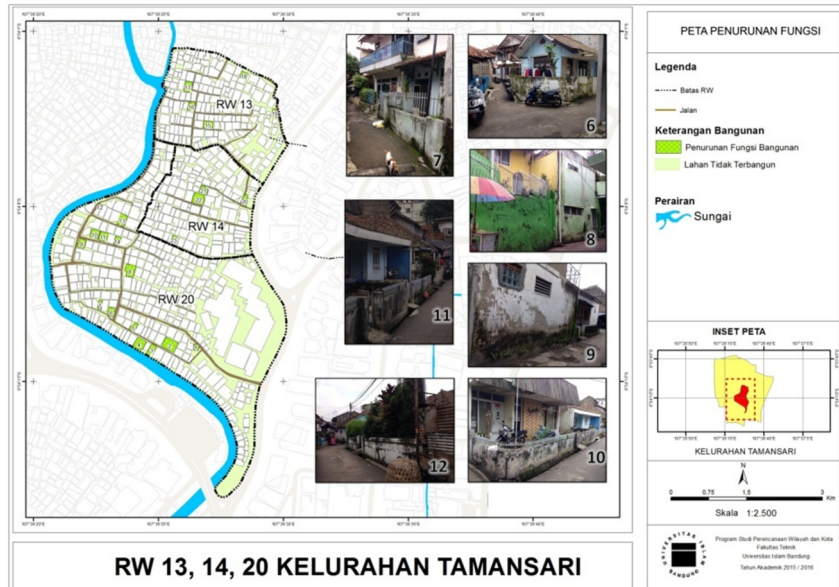 RW 13
RW 14
RW 20
7
6
8
11
9
12
10
RW 13, 14, 20 KELURAHAN TAMANSARI
PETA PENURUNAN FUNGSI
Legenda
Batas RW
Jalan
Keterangan Bangunan
Penurunan Fungsi Bangunan
Lahan Tidak Terbangun
Perairan
Sungai
INSET PETA
KELURAHAN TAMANSARI
N
0 0.75 1.5 3
Km
Skala 1:2.500
UNIVERSITAS ISLAM BANDUNG
Program Studi Perencanaan Wilayah dan Kota
Fakultas Teknik
Universitas Islam Bandung
Tahun Akademik 2015 / 2016